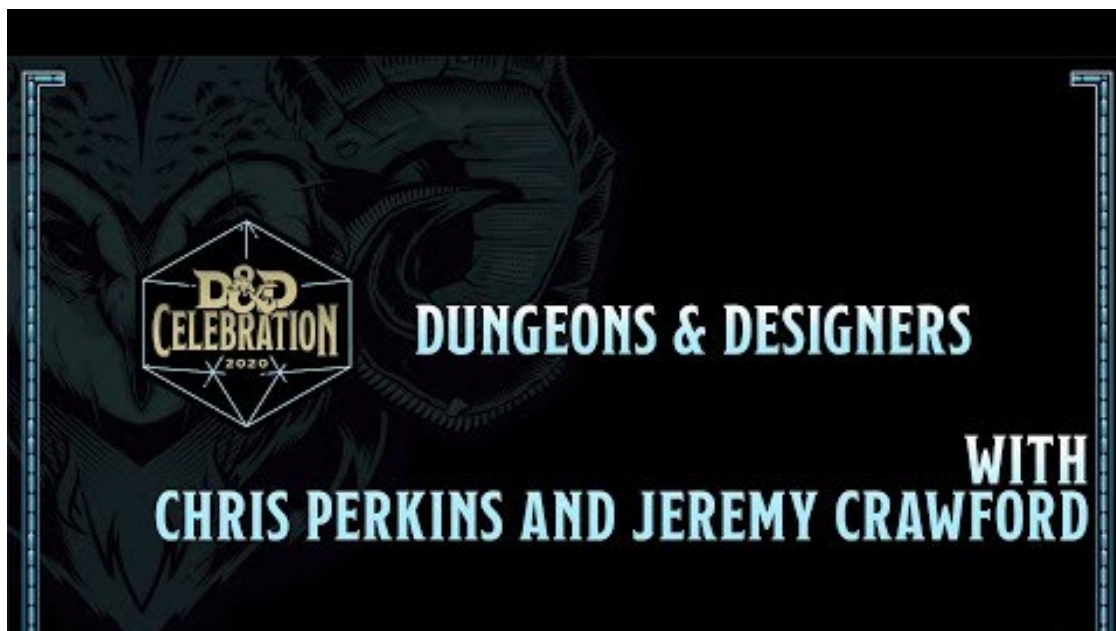 D&D
CELEBRATION
2020
DUNGEONS & DESIGNERS
WITH
CHRIS PERKINS AND JEREMY CRAWFORD